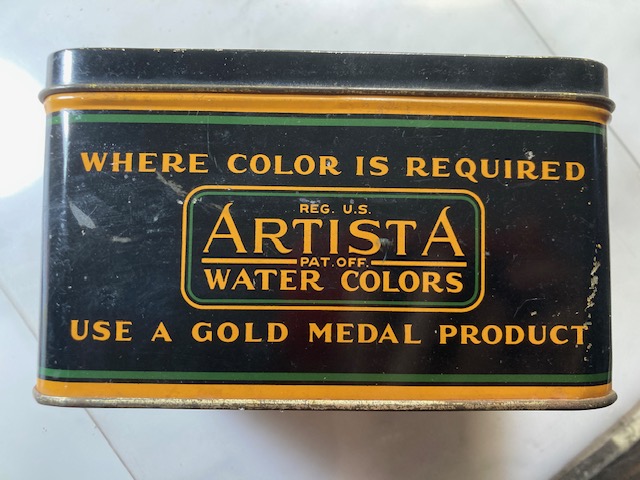 WHERE COLOR IS REQUIRED
REG. U.S.
ARTISTA
PAT. OFF.
WATER COLORS
USE A GOLD MEDAL PRODUCT